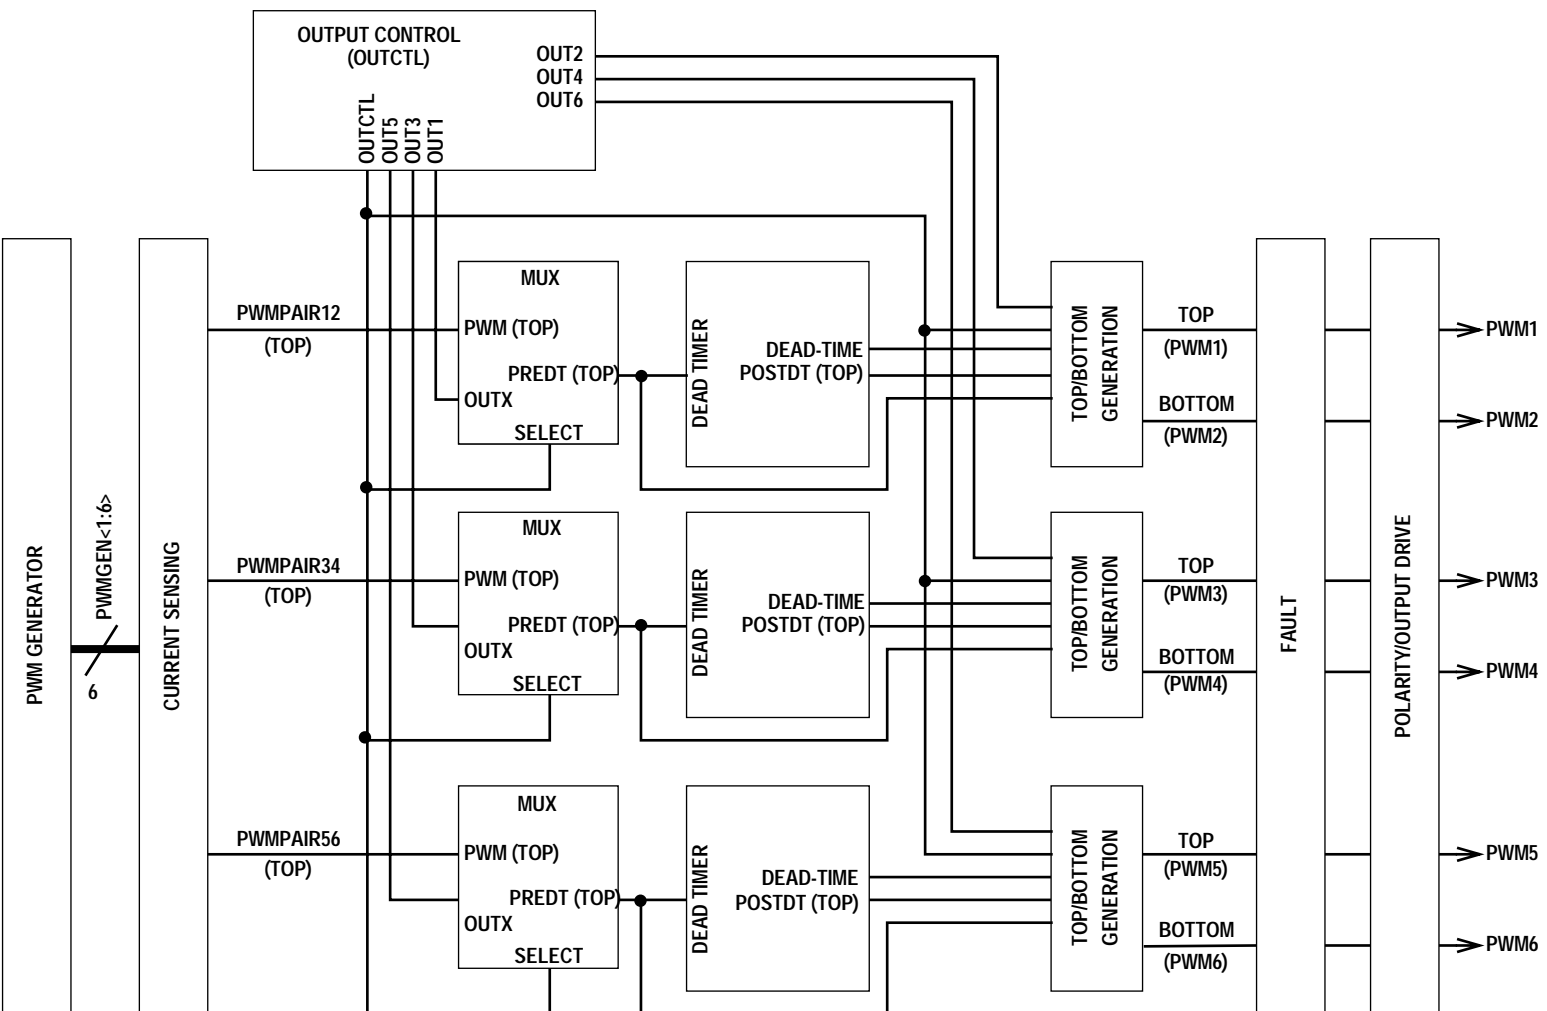 OUTPUT CONTROL
(OUTCTL)
OUT2
OUT4
OUT6
OUTCTL
OUT5
OUT3
OUT1
PWM GENERATOR
PWMGEN<1:6>
6
CURRENT SENSING
PWMPAIR12
(TOP)
MUX
PWM (TOP)
PREDT (TOP)
OUTX
SELECT
DEAD TIMER
DEAD-TIME
POSTDT (TOP)
TOP/BOTTOM
GENERATION
TOP
(PWM1)
BOTTOM
(PWM2)
PWMPAIR34
(TOP)
MUX
PWM (TOP)
PREDT (TOP)
OUTX
SELECT
DEAD TIMER
DEAD-TIME
POSTDT (TOP)
TOP/BOTTOM
GENERATION
TOP
(PWM3)
BOTTOM
(PWM4)
PWMPAIR56
(TOP)
MUX
PWM (TOP)
PREDT (TOP)
OUTX
SELECT
DEAD TIMER
DEAD-TIME
POSTDT (TOP)
TOP/BOTTOM
GENERATION
TOP
(PWM5)
BOTTOM
(PWM6)
FAULT
POLARITY/OUTPUT DRIVE
PWM1
PWM2
PWM3
PWM4
PWM5
PWM6